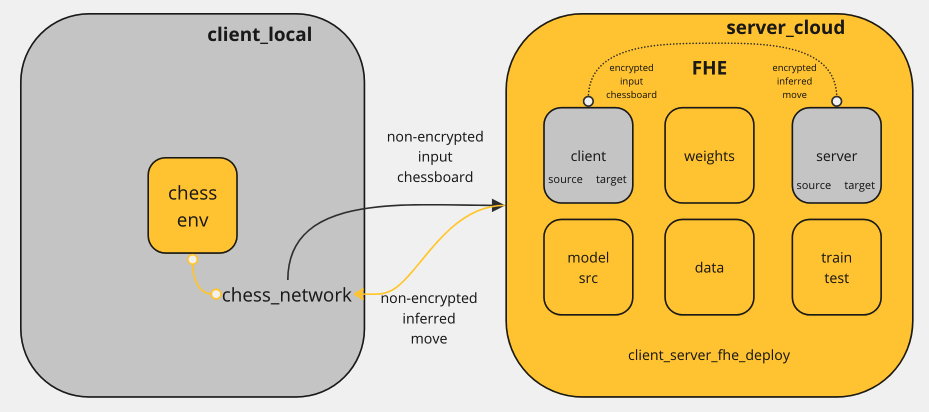 client_local
chess
env
chess_network
non-encrypted
input
chessboard
non-encrypted
inferred
move
server_cloud
FHE
encrypted
input
chessboard
encrypted
inferred
move
client
source target
weights
server
source target
model
src
data
train
test
client_server_fhe_deploy